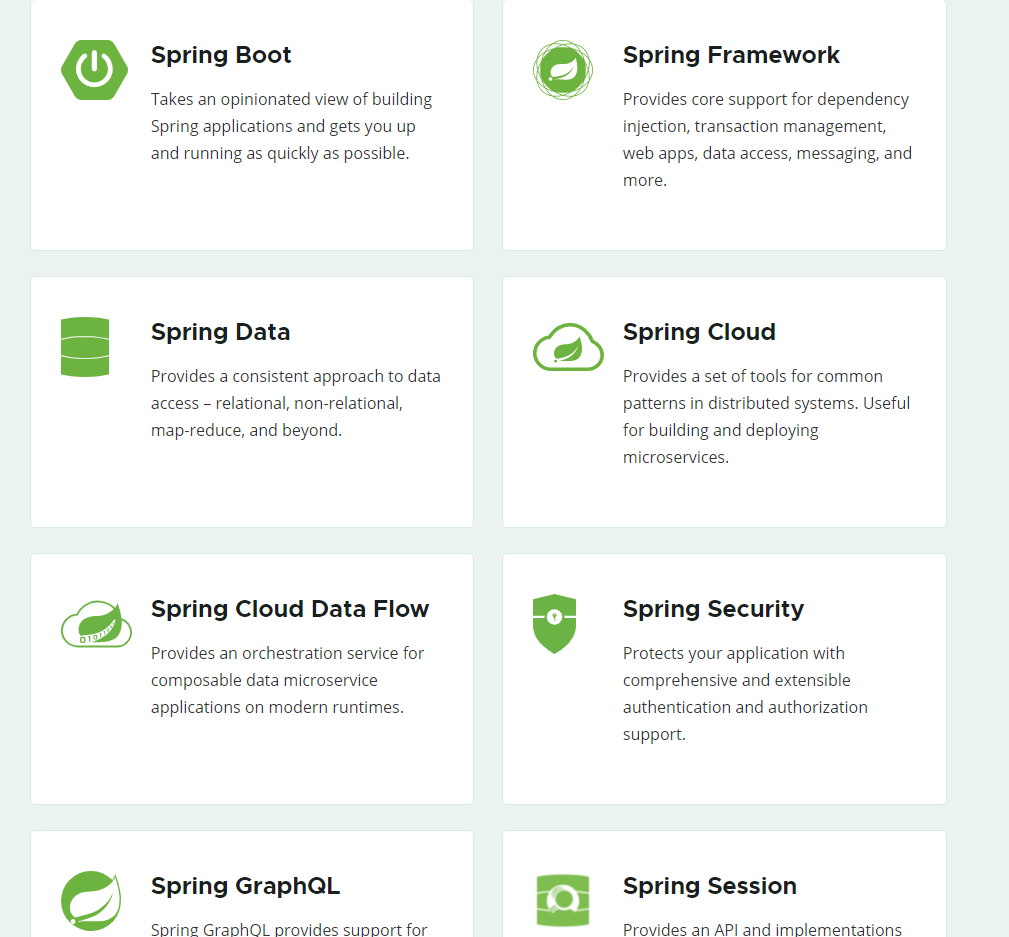 Spring Boot
Takes an opinionated view of building
Spring applications and gets you up
and running as quickly as possible.
Spring Framework
Provides core support for dependency
injection, transaction management,
web apps, data access, messaging, and
more.
Spring Data
Provides a consistent approach to data
access – relational, non-relational,
map-reduce, and beyond.
Spring Cloud
Provides a set of tools for common
patterns in distributed systems. Useful
for building and deploying
microservices.
Spring Cloud Data Flow
Provides an orchestration service for
composable data microservice
applications on modern runtimes.
Spring Security
Protects your application with
comprehensive and extensible
authentication and authorization
support.
Spring GraphQL
Spring GraphQL provides support for
Spring Session
Provides an API and implementations